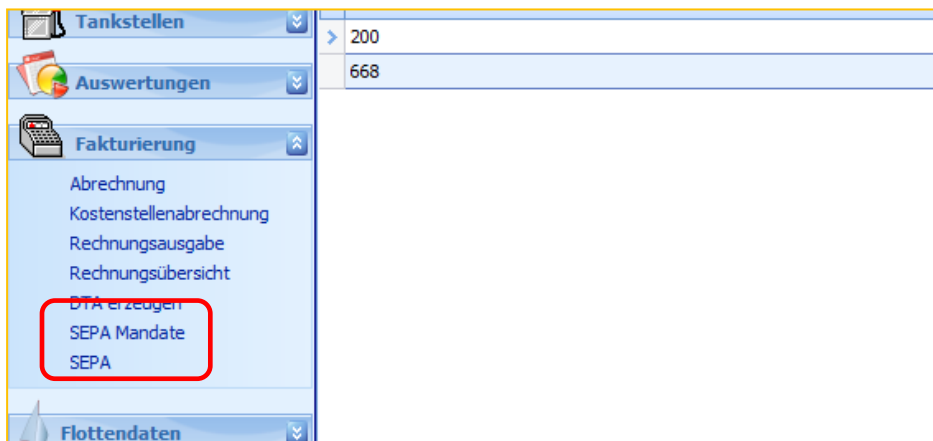 Tankstellen
200
668
Auswertungen
Fakturierung
Abrechnung
Kostenstellenabrechnung
Rechnungsausgabe
Rechnungsübersicht
DTA erzeugen
SEPA Mandate
SEPA
Flottendaten